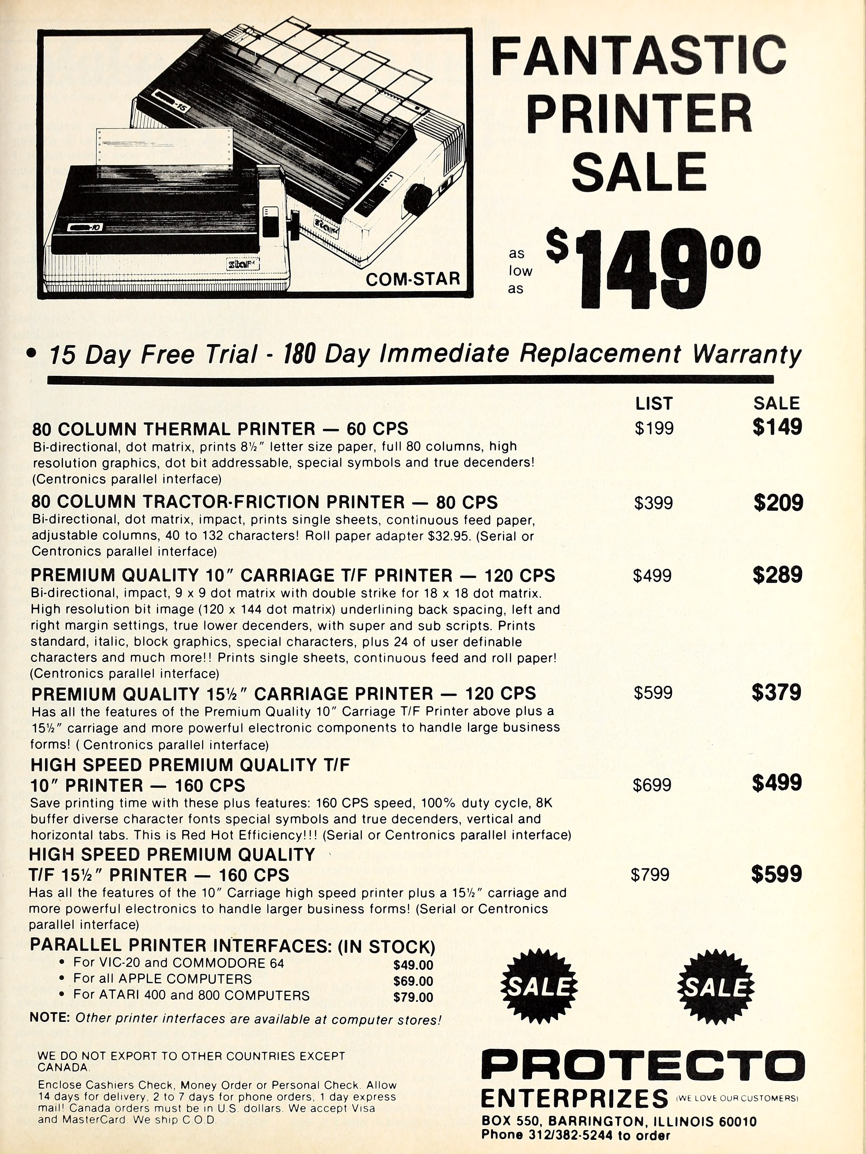 FANTASTIC
PRINTER
SALE
-15
-10
star
star
COM-STAR
as
low
as
$14900
• 15 Day Free Trial - 180 Day Immediate Replacement Warranty
LIST SALE
80 COLUMN THERMAL PRINTER — 60 CPS $199 $149
Bi-directional, dot matrix, prints 8½" letter size paper, full 80 columns, high
resolution graphics, dot bit addressable, special symbols and true decenders!
(Centronics parallel interface)
80 COLUMN TRACTOR-FRICTION PRINTER — 80 CPS $399 $209
Bi-directional, dot matrix, impact, prints single sheets, continuous feed paper,
adjustable columns, 40 to 132 characters! Roll paper adapter $32.95. (Serial or
Centronics parallel interface)
PREMIUM QUALITY 10" CARRIAGE T/F PRINTER — 120 CPS $499 $289
Bi-directional, impact, 9 x 9 dot matrix with double strike for 18 x 18 dot matrix.
High resolution bit image (120 x 144 dot matrix) underlining back spacing, left and
right margin settings, true lower decenders, with super and sub scripts. Prints
standard, italic, block graphics, special characters, plus 24 of user definable
characters and much more!! Prints single sheets, continuous feed and roll paper!
(Centronics parallel interface)
PREMIUM QUALITY 15½" CARRIAGE PRINTER — 120 CPS $599 $379
Has all the features of the Premium Quality 10" Carriage T/F Printer above plus a
15½" carriage and more powerful electronic components to handle large business
forms! ( Centronics parallel interface)
HIGH SPEED PREMIUM QUALITY T/F
10" PRINTER — 160 CPS $699 $499
Save printing time with these plus features: 160 CPS speed, 100% duty cycle, 8K
buffer diverse character fonts special symbols and true decenders, vertical and
horizontal tabs. This is Red Hot Efficiency!!! (Serial or Centronics parallel interface)
HIGH SPEED PREMIUM QUALITY
T/F 15½" PRINTER — 160 CPS $799 $599
Has all the features of the 10" Carriage high speed printer plus a 15½" carriage and
more powerful electronics to handle larger business forms! (Serial or Centronics
parallel interface)
PARALLEL PRINTER INTERFACES: (IN STOCK)
• For VIC-20 and COMMODORE 64 $49.00
• For all APPLE COMPUTERS $69.00
• For ATARI 400 and 800 COMPUTERS $79.00
NOTE: Other printer interfaces are available at computer stores!
SALE SALE
WE DO NOT EXPORT TO OTHER COUNTRIES EXCEPT
CANADA.
Enclose Cashiers Check, Money Order or Personal Check. Allow
14 days for delivery, 2 to 7 days for phone orders, 1 day express
mail! Canada orders must be in U.S. dollars. We accept Visa
and MasterCard. We ship C.O.D.
PROTECTO
ENTERPRIZES (WE LOVE OUR CUSTOMERS)
BOX 550, BARRINGTON, ILLINOIS 60010
Phone 312/382-5244 to order